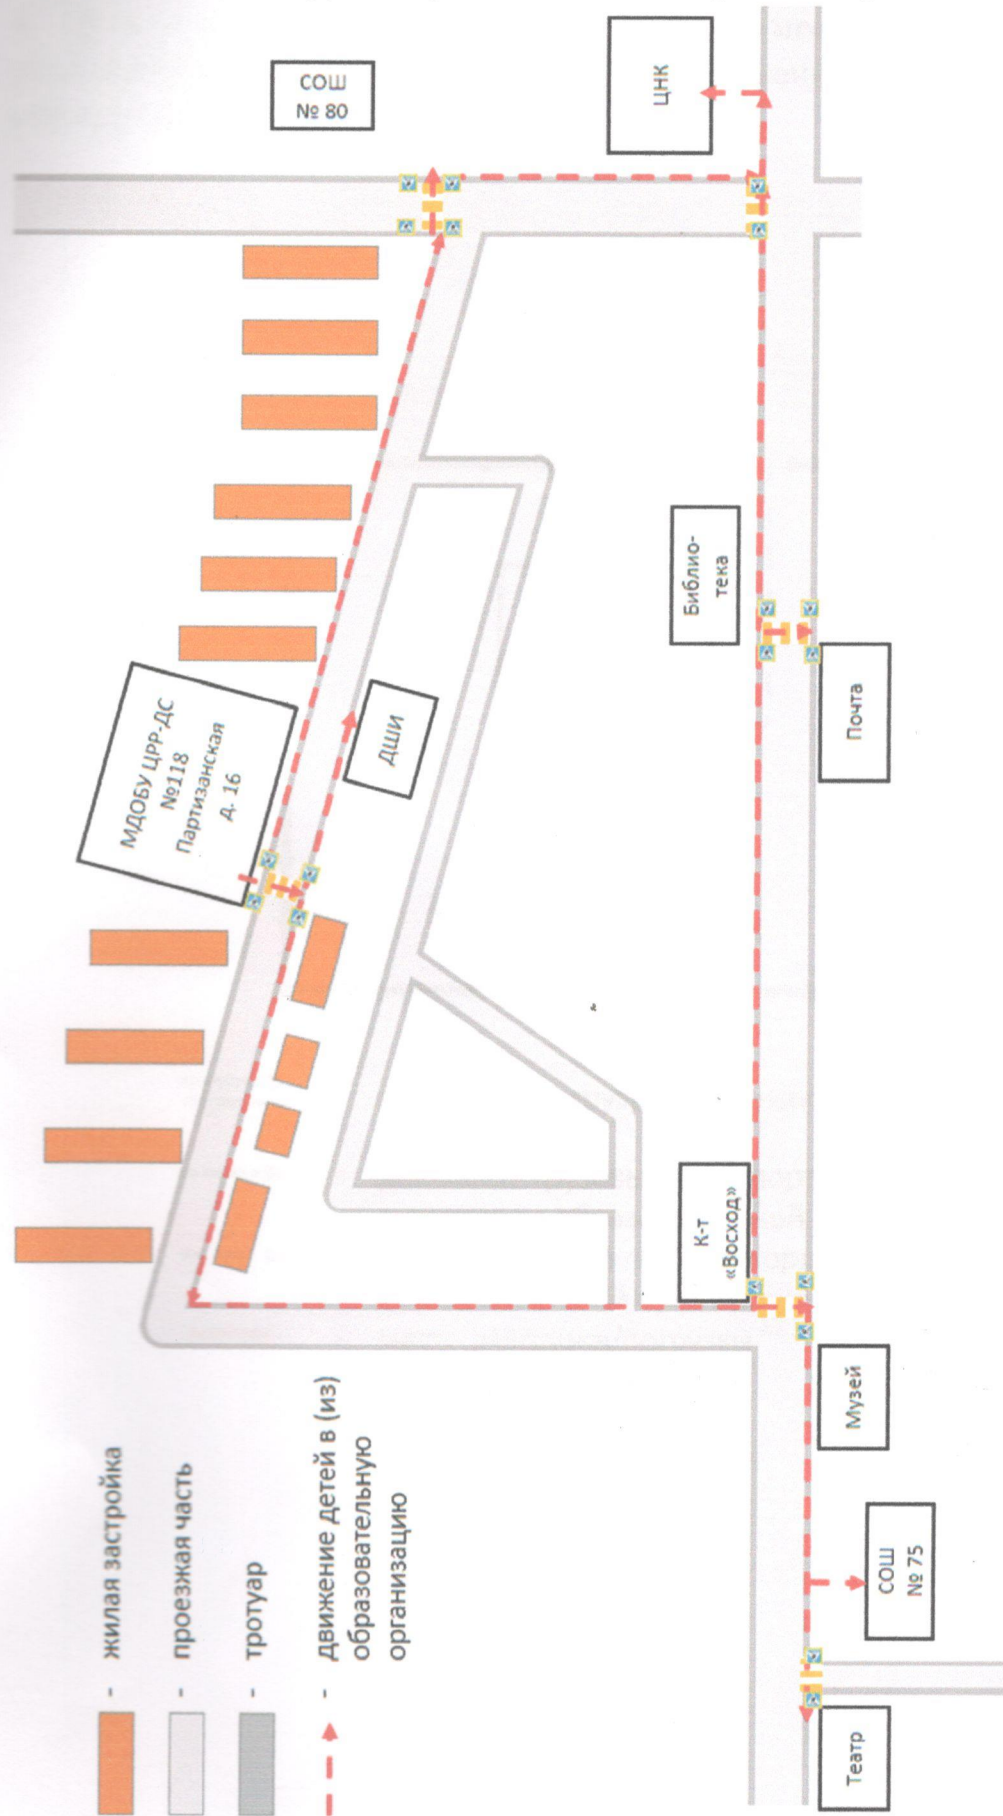 СОШ
№ 80
ЦНК
МДОБУ ЦРР-ДС
№118
Партизанская
д. 16
ДШИ
Библио-
тека
Почта
К-т
«Восход»
Музей
СОШ
№ 75
Театр
- жилая застройка
- проезжая часть
- тротуар
- движение детей в (из)
образовательную
организацию